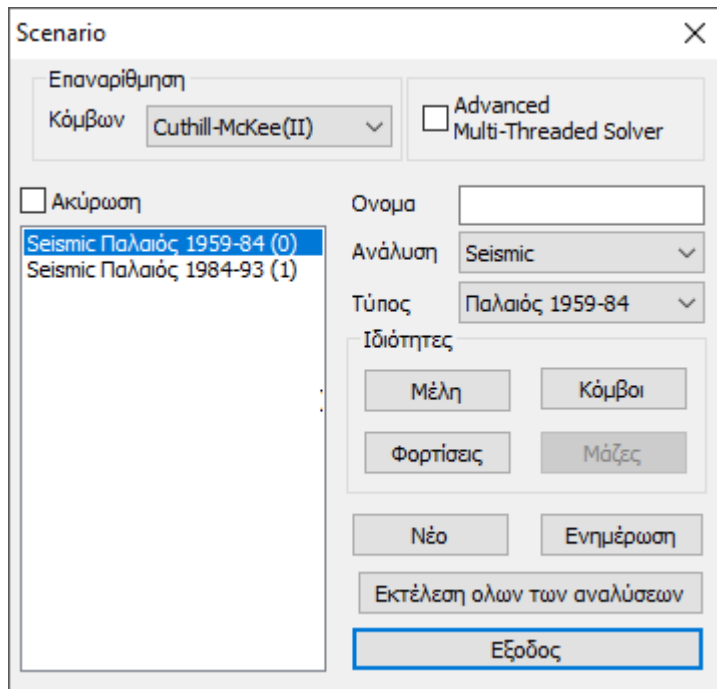 Scenario
Επαναρίθμηση
Κόμβων
Cuthill-McKee(II)
Advanced
Multi-Threaded Solver
Ακύρωση
Seismic Παλαιός 1959-84 (0)
Seismic Παλαιός 1984-93 (1)
Ονομα
Ανάλυση
Seismic
Τύπος
Παλαιός 1959-84
Ιδιότητες
Μέλη
Κόμβοι
Φορτίσεις
Μάζες
Νέο
Ενημέρωση
Εκτέλεση ολων των αναλύσεων
Εξοδος